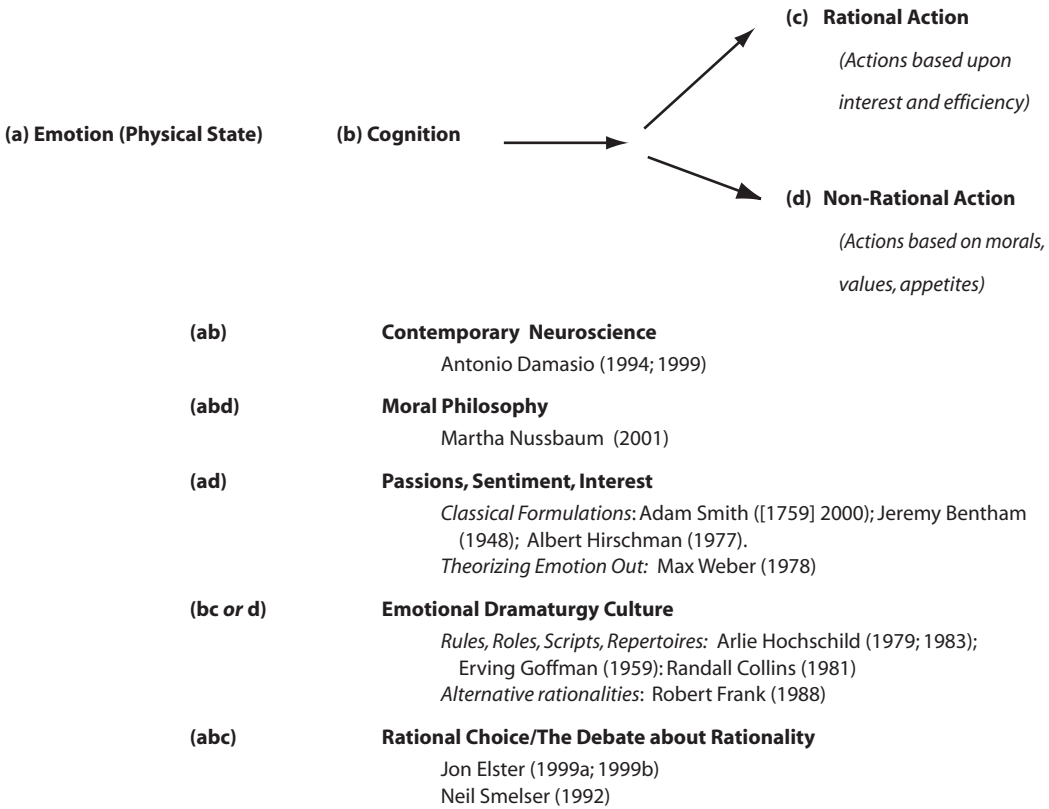 (c) Rational Action
(Actions based upon
interest and efficiency)
(a) Emotion (Physical State) (b) Cognition
(d) Non-Rational Action
(Actions based on morals,
values, appetites)
(ab) Contemporary Neuroscience
Antonio Damasio (1994; 1999)
(abd) Moral Philosophy
Martha Nussbaum (2001)
(ad) Passions, Sentiment, Interest
Classical Formulations: Adam Smith ([1759] 2000); Jeremy Bentham
(1948); Albert Hirschman (1977).
Theorizing Emotion Out: Max Weber (1978)
(bc or d) Emotional Dramaturgy Culture
Rules, Roles, Scripts, Repertoires: Arlie Hochschild (1979; 1983);
Erving Goffman (1959): Randall Collins (1981)
Alternative rationalities: Robert Frank (1988)
(abc) Rational Choice/The Debate about Rationality
Jon Elster (1999a; 1999b)
Neil Smelser (1992)